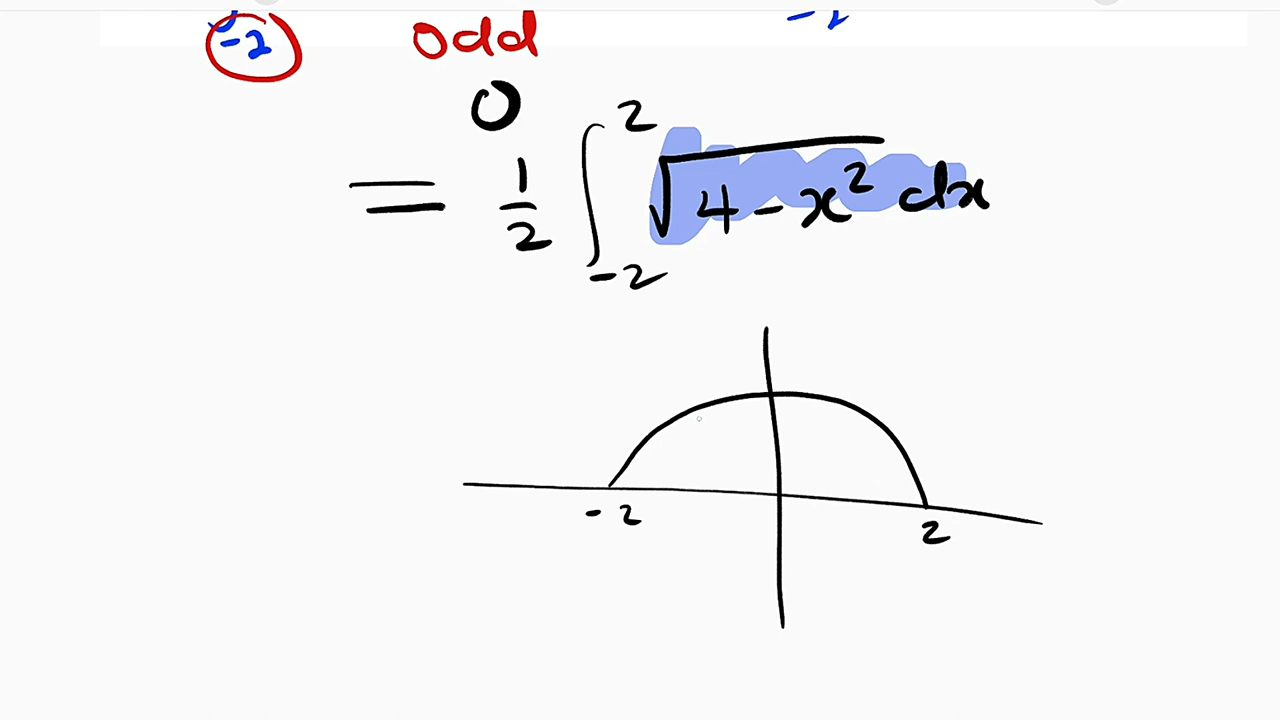 -2 Odd
0
= 1/2 ∫_{-2}^{2} √(4-x²) dx
-2 2